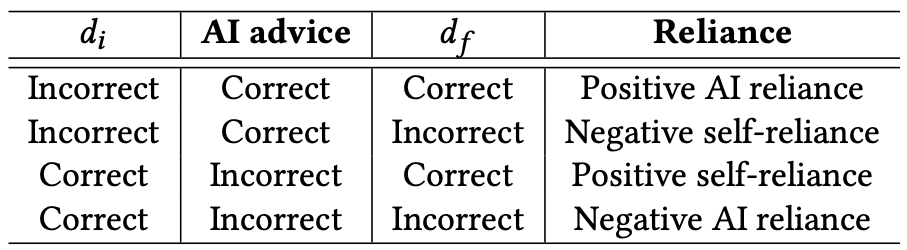 d_i AI advice d_f Reliance
Incorrect Correct Correct Positive AI reliance
Incorrect Correct Incorrect Negative self-reliance
Correct Incorrect Correct Positive self-reliance
Correct Incorrect Incorrect Negative AI reliance